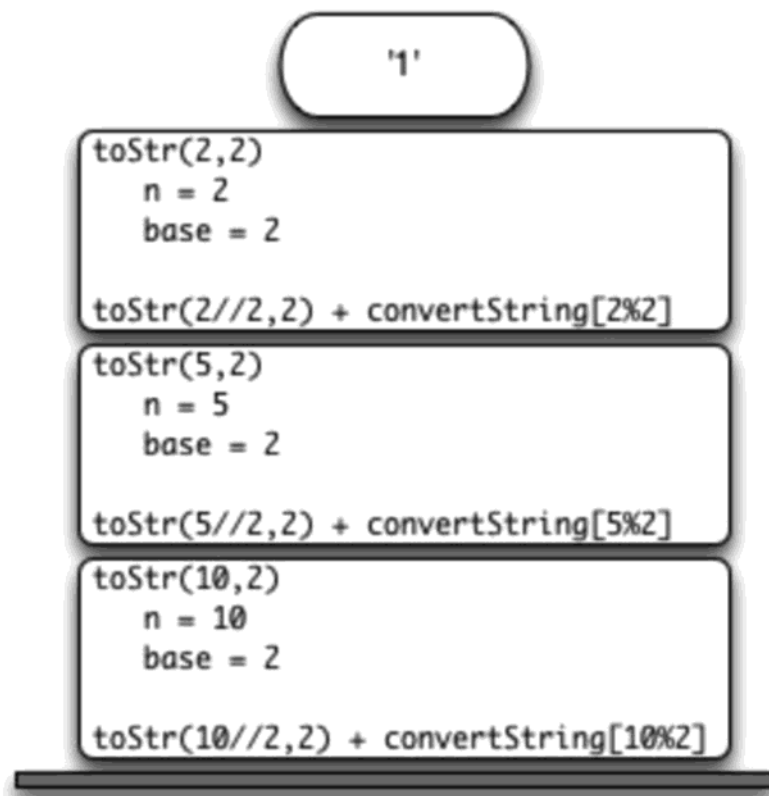 '1'
toStr(2,2)
n = 2
base = 2
toStr(2//2,2) + convertString[2%2]
toStr(5,2)
n = 5
base = 2
toStr(5//2,2) + convertString[5%2]
toStr(10,2)
n = 10
base = 2
toStr(10//2,2) + convertString[10%2]